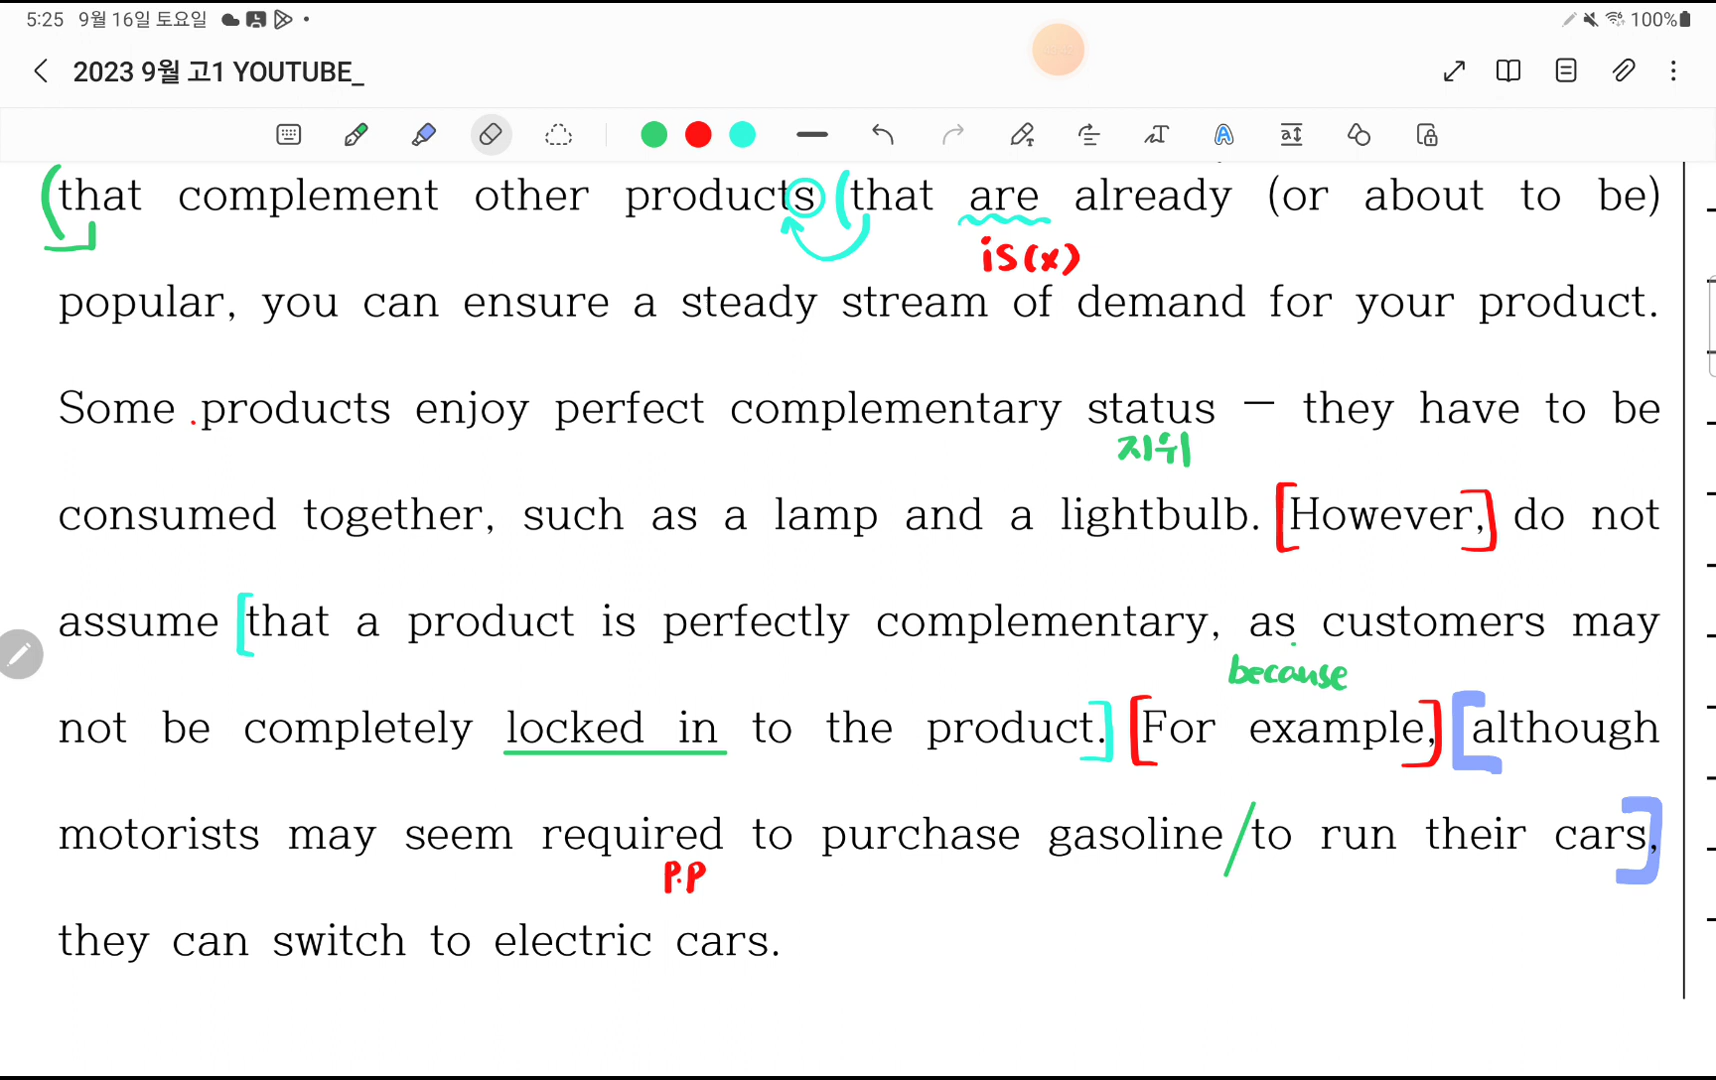 5:25 9월 16일 토요일 100%
2023 9월 고1 YOUTUBE_
that complement other products (that are already (or about to be)
is(x)
popular, you can ensure a steady stream of demand for your product.
Some products enjoy perfect complementary status – they have to be
지위
consumed together, such as a lamp and a lightbulb. [However,] do not
assume [that a product is perfectly complementary, as customers may
because
not be completely locked in to the product.] [For example,] [although
motorists may seem required to purchase gasoline/to run their cars,]
P.P
they can switch to electric cars.